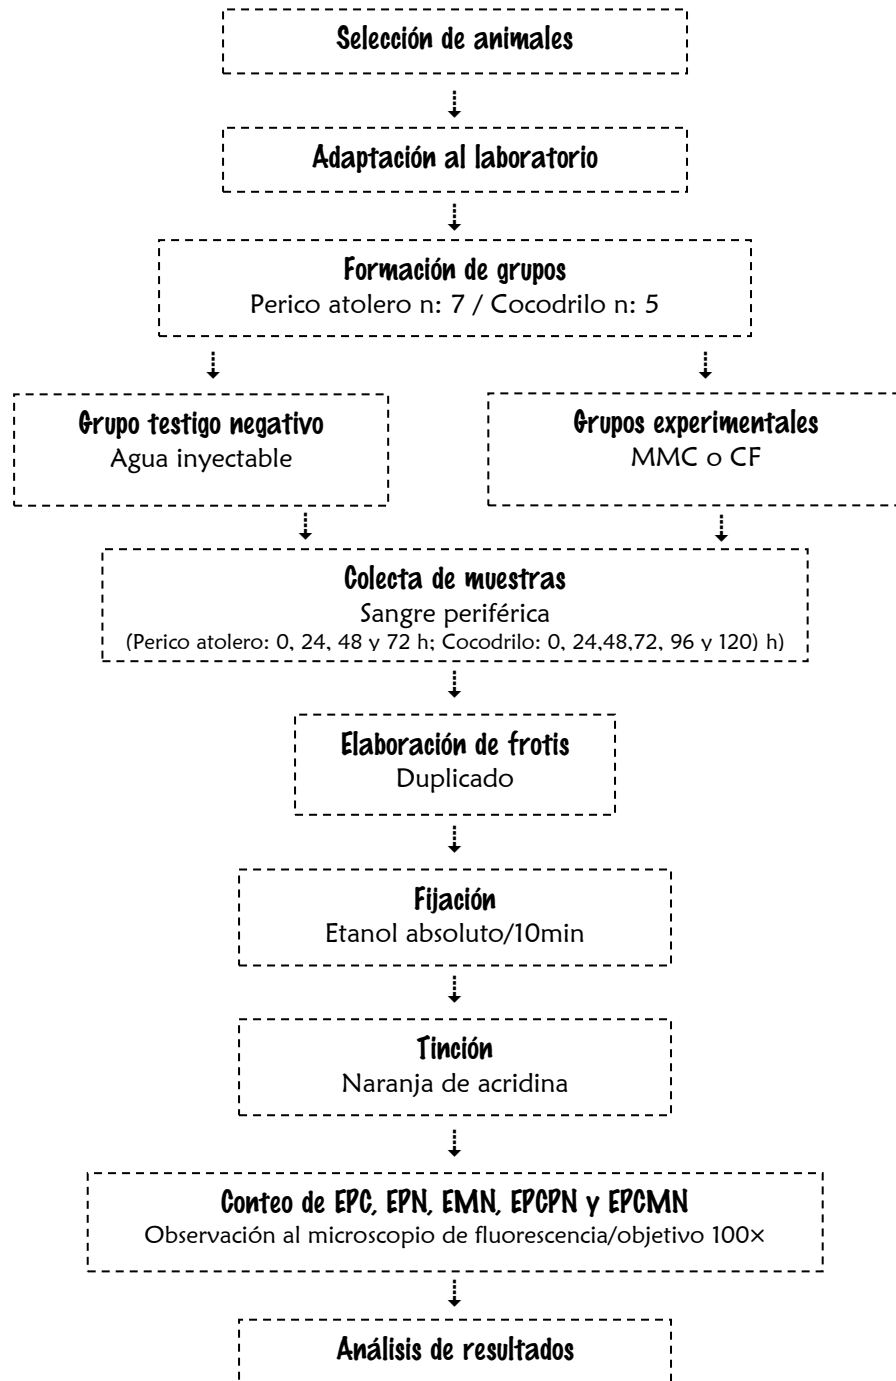 Selección de animales
Adaptación al laboratorio
Formación de grupos
Perico atolero n: 7 / Cocodrilo n: 5
Grupo testigo negativo
Agua inyectable
Grupos experimentales
MMC o CF
Colecta de muestras
Sangre periférica
(Perico atolero: 0, 24, 48 y 72 h; Cocodrilo: 0, 24,48,72, 96 y 120) h)
Elaboración de frotis
Duplicado
Fijación
Etanol absoluto/10min
Tinción
Naranja de acridina
Conteo de EPC, EPN, EMN, EPCPN y EPCMN
Observación al microscopio de fluorescencia/objetivo 100×
Análisis de resultados